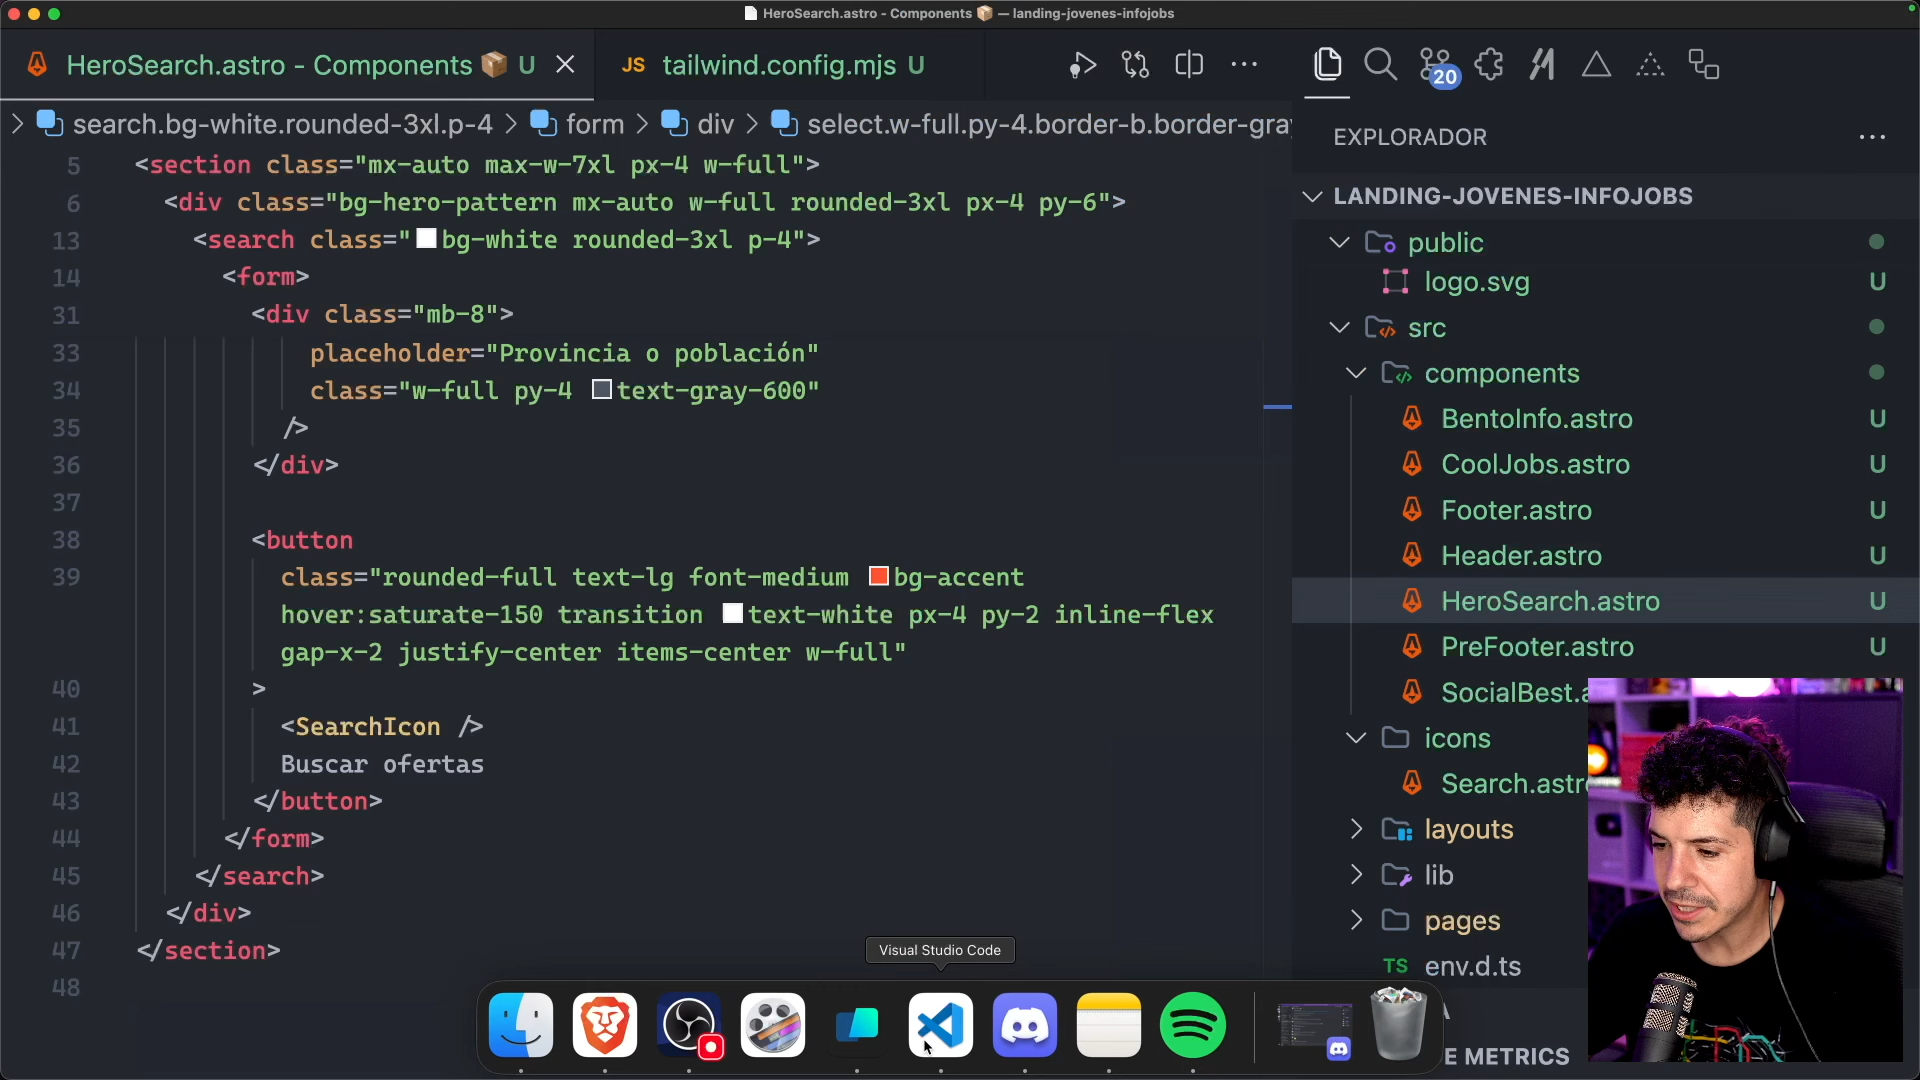 HeroSearch.astro - Components 📦 — landing-jovenes-infojobs
HeroSearch.astro - Components 📦 U
JS tailwind.config.mjs U
20
search.bg-white.rounded-3xl.p-4 > form > div > select.w-full.py-4.border-b.border-gray
5 <section class="mx-auto max-w-7xl px-4 w-full">
6 <div class="bg-hero-pattern mx-auto w-full rounded-3xl px-4 py-6">
13 <search class="bg-white rounded-3xl p-4">
14 <form>
31 <div class="mb-8">
33 placeholder="Provincia o población"
34 class="w-full py-4 text-gray-600"
35 />
36 </div>
37
38 <button
39 class="rounded-full text-lg font-medium bg-accent
hover:saturate-150 transition text-white px-4 py-2 inline-flex
gap-x-2 justify-center items-center w-full"
40 >
41 <SearchIcon />
42 Buscar ofertas
43 </button>
44 </form>
45 </search>
46 </div>
47 </section>
48
Visual Studio Code
EXPLORADOR
LANDING-JOVENES-INFOJOBS
public
logo.svg U
src
components
BentoInfo.astro U
CoolJobs.astro U
Footer.astro U
Header.astro U
HeroSearch.astro U
PreFooter.astro U
SocialBest.a
icons
Search.astr
layouts
lib
pages
TS env.d.ts
E METRICS